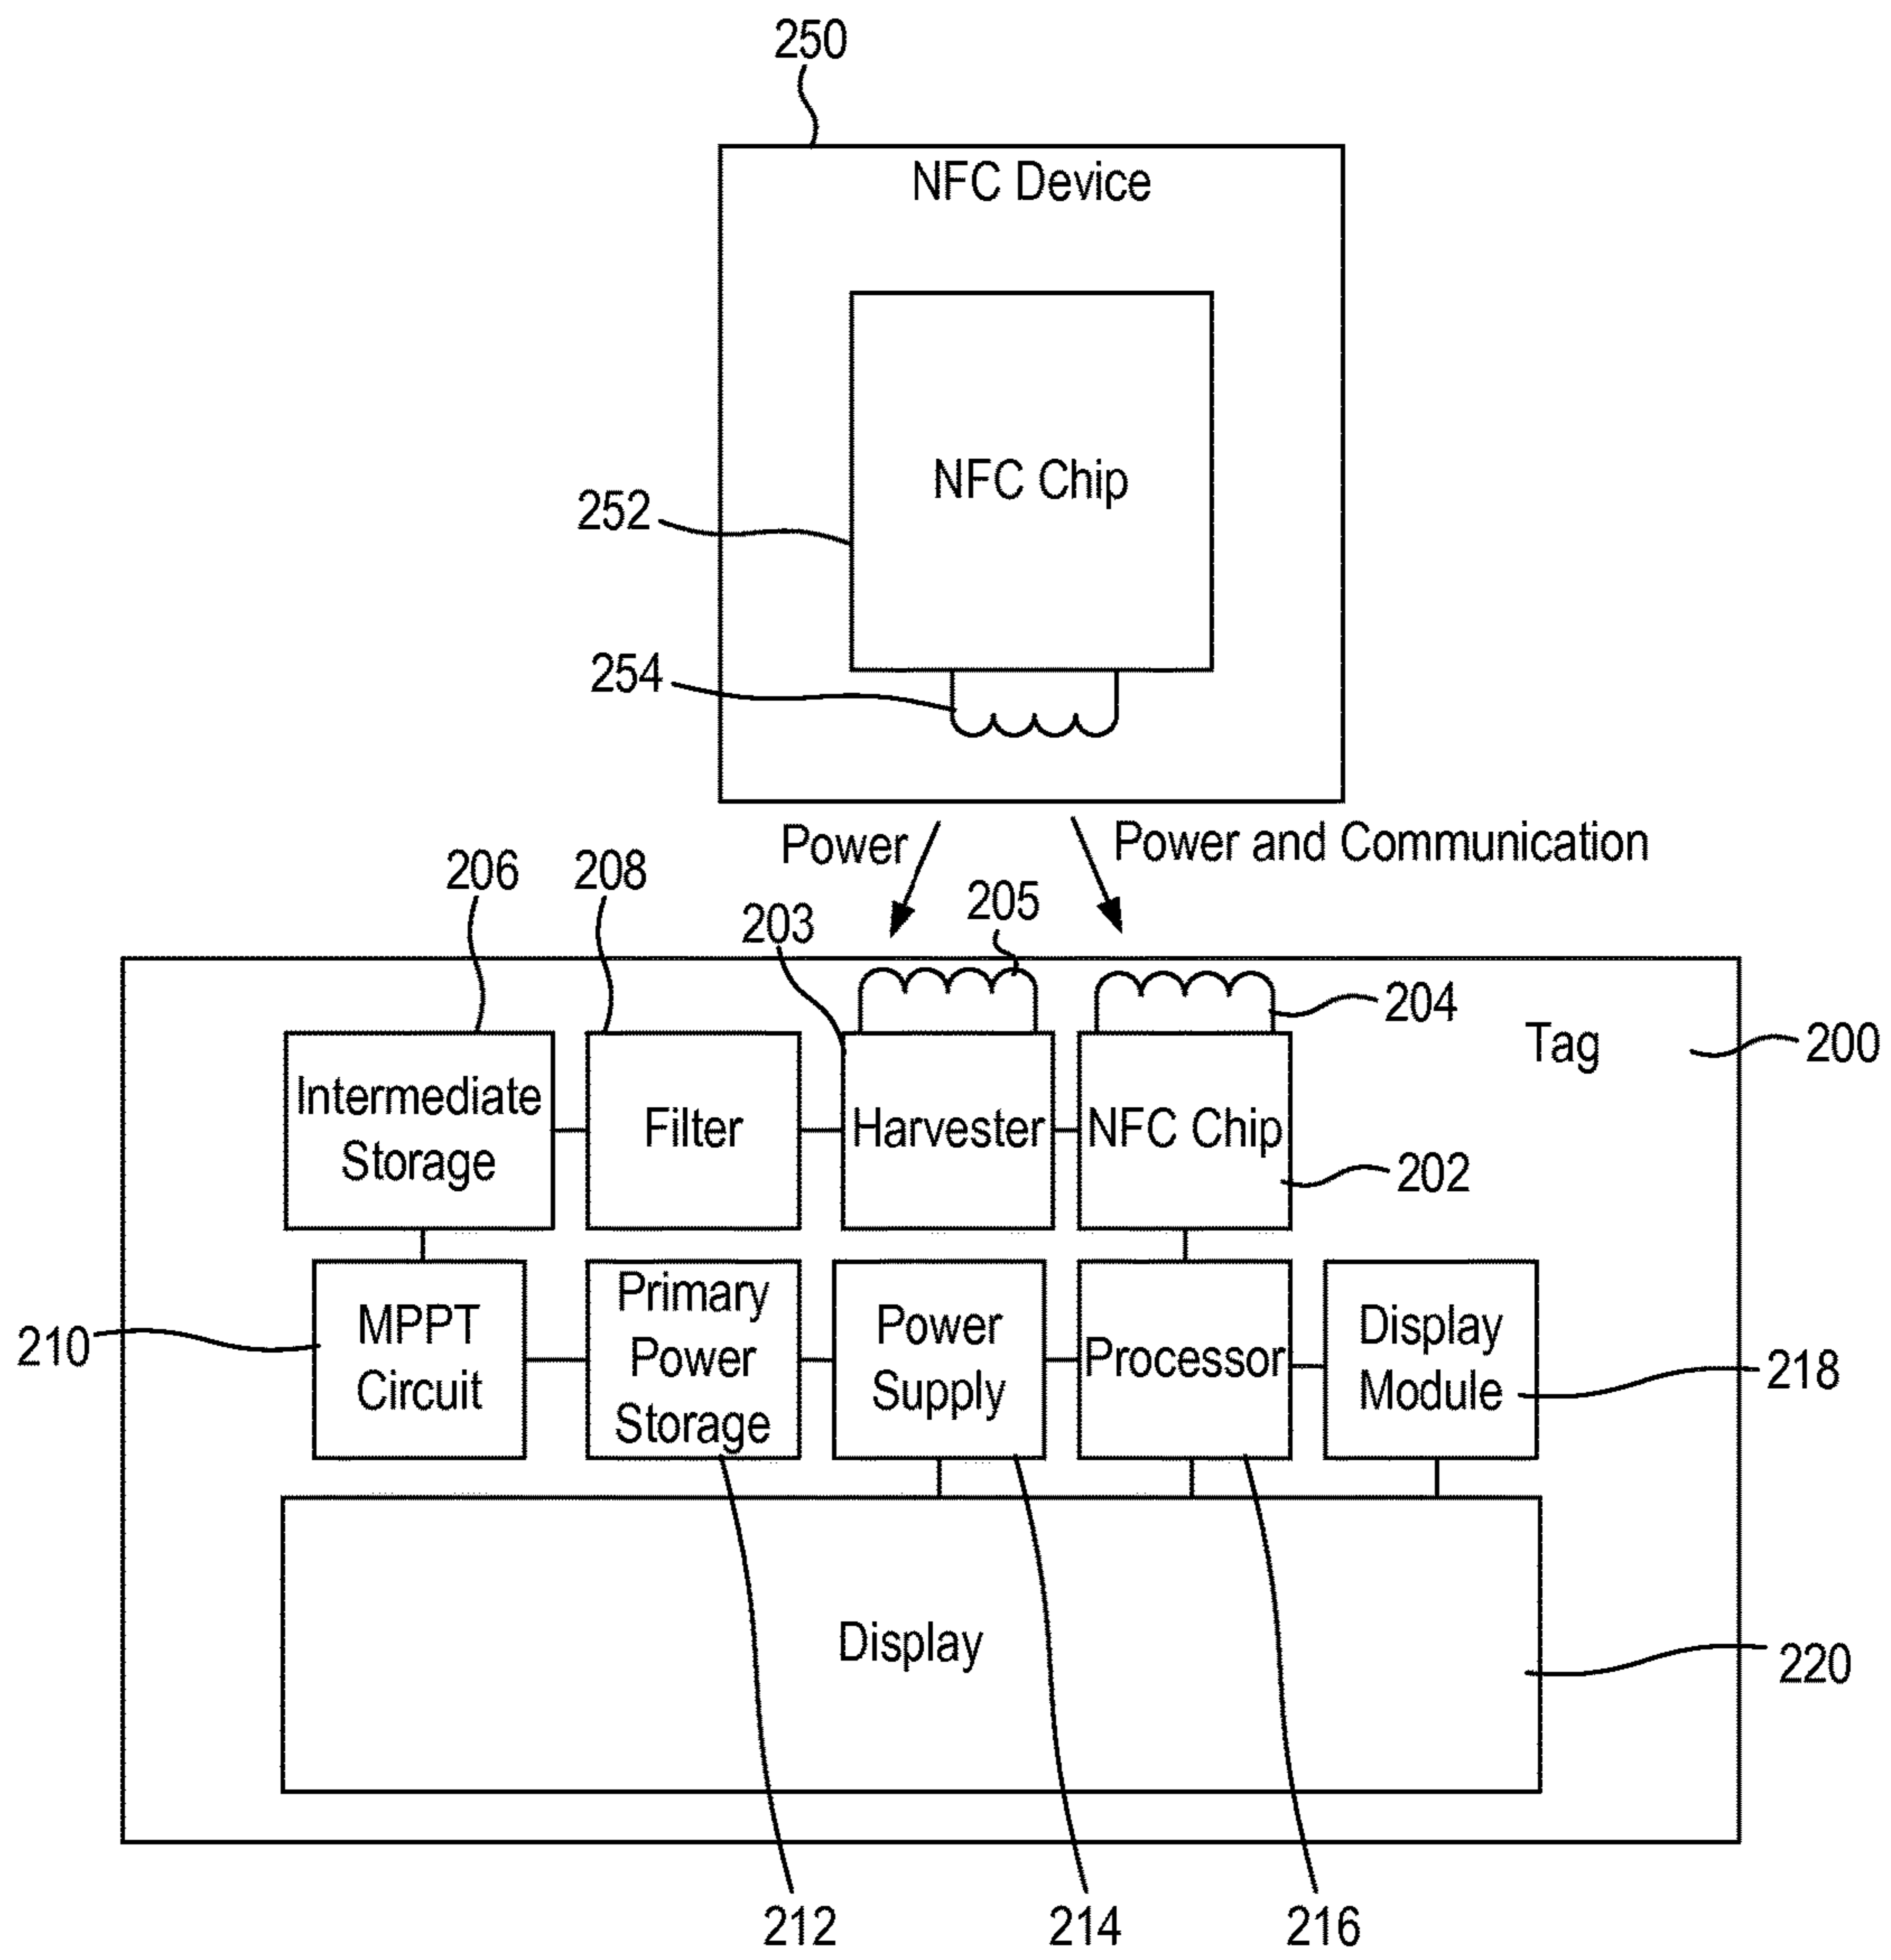 250
NFC Device
NFC Chip
252
254
Power
Power and Communication
206
208
203
205
204
Tag
200
Intermediate
Storage
Filter
Harvester
NFC Chip
202
210
MPPT
Circuit
Primary
Power
Storage
Power
Supply
Processor
Display
Module
218
Display
220
212
214
216